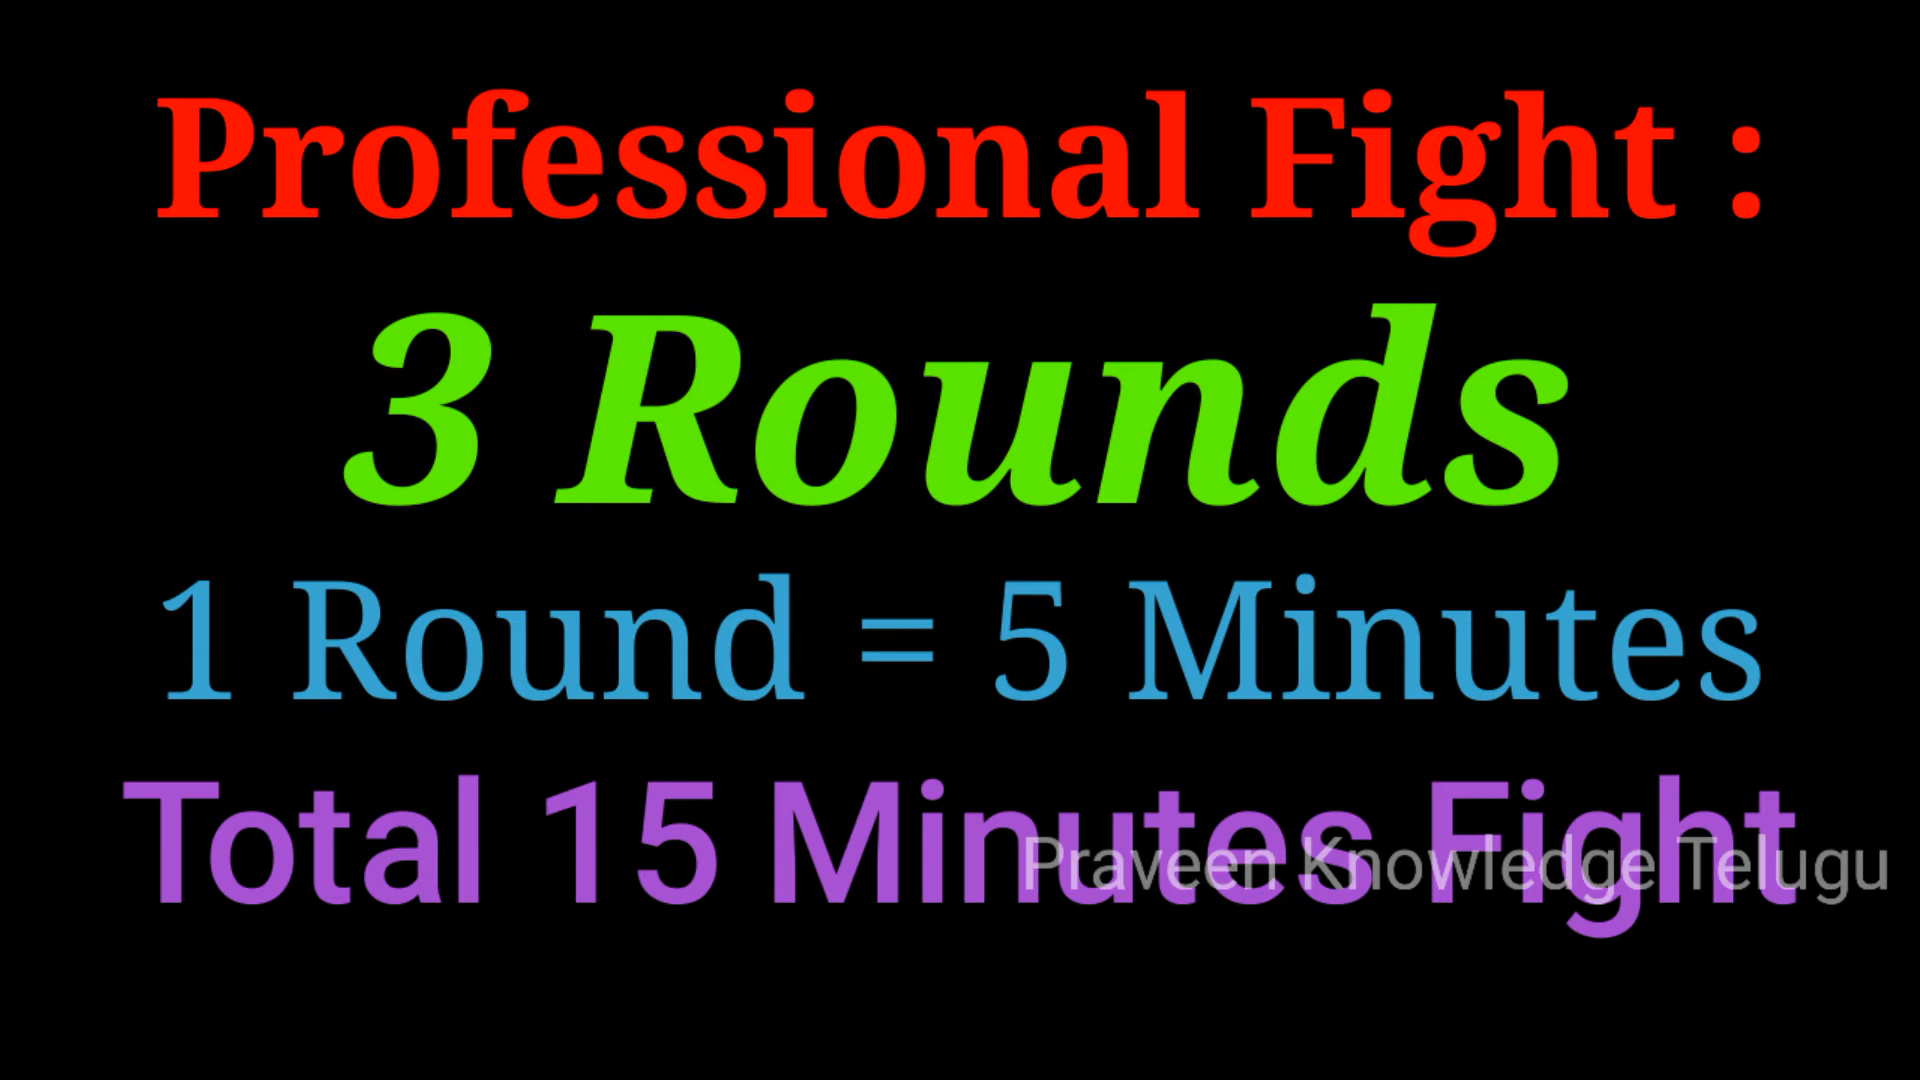 Professional Fight :
3 Rounds
1 Round = 5 Minutes
Total 15 Minutes Fight
Praveen Knowledge Telugu